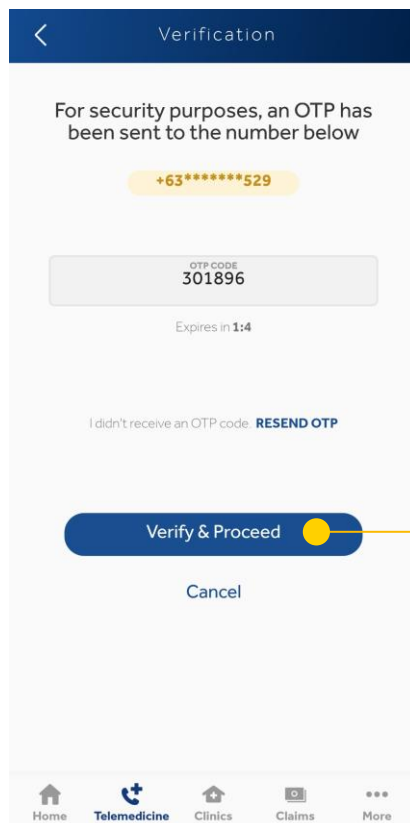 Verification
For security purposes, an OTP has
been sent to the number below
+63*******529
OTP CODE
301896
Expires in 1:4
I didn't receive an OTP code. RESEND OTP
Verify & Proceed
Cancel
Home Telemedicine Clinics Claims More